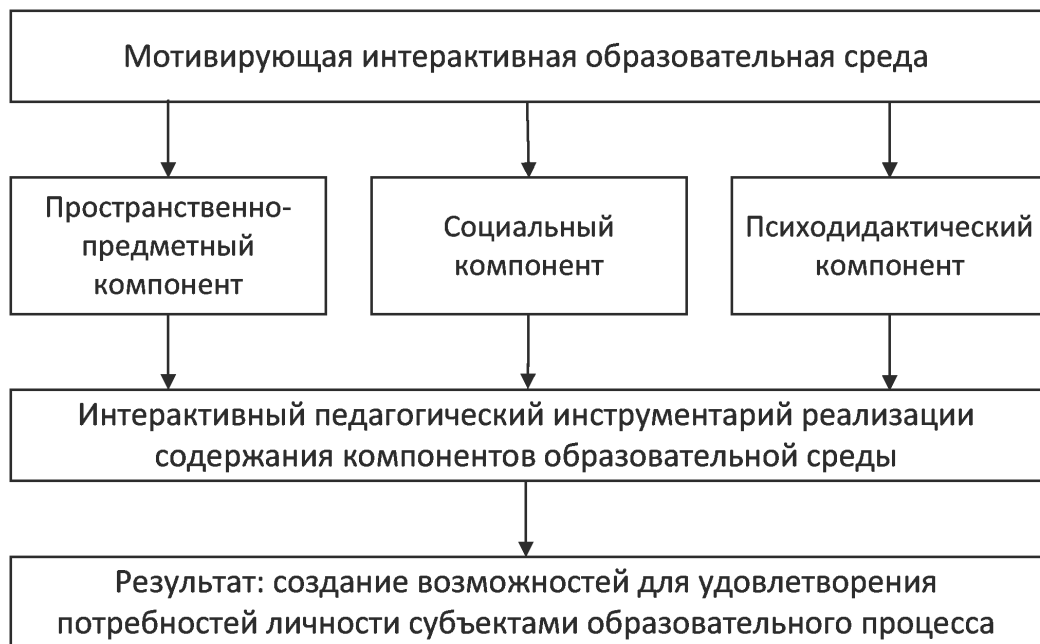 Мотивирующая интерактивная образовательная среда
Пространственно-
предметный
компонент
Социальный
компонент
Психодидактический
компонент
Интерактивный педагогический инструментарий реализации
содержания компонентов образовательной среды
Результат: создание возможностей для удовлетворения
потребностей личности субъектами образовательного процесса